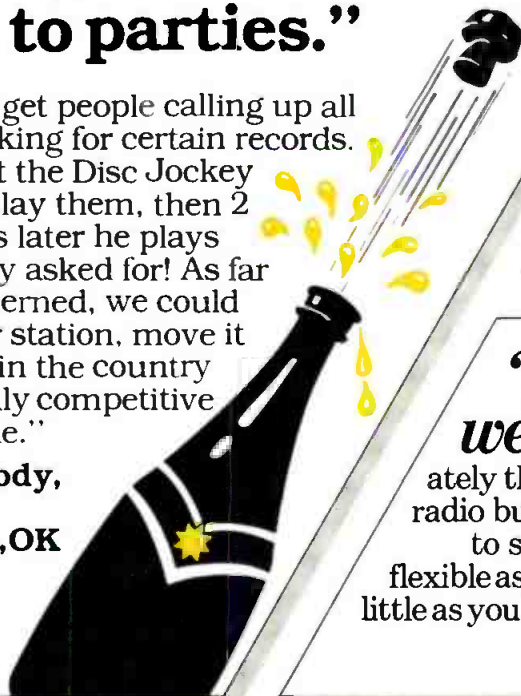 to parties.”
get people calling up all
king for certain records.
t the Disc Jockey
lay them, then 2
s later he plays
y asked for! As far
erned, we could
r station, move it
in the country
lly competitive
e.”
ody,
,OK
“
we
ately th
radio bu
to s
flexible as
little as you